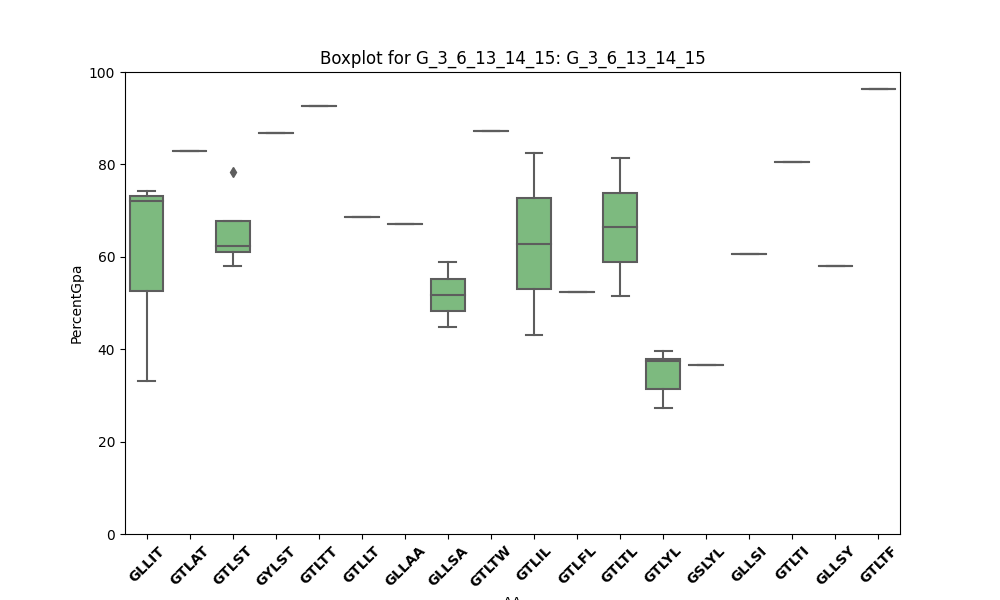 Boxplot for G_3_6_13_14_15: G_3_6_13_14_15
100
80
60
40
20
0
PercentGpa
GLLIT GTLAT GTLST GYLST GTLTT GTLLT GLLAA GLLSA GTLTW GTLIL GTLFL GTLTL GTLYL GSLYL GLLSI GTLTI GLLSY GTLTF
AA